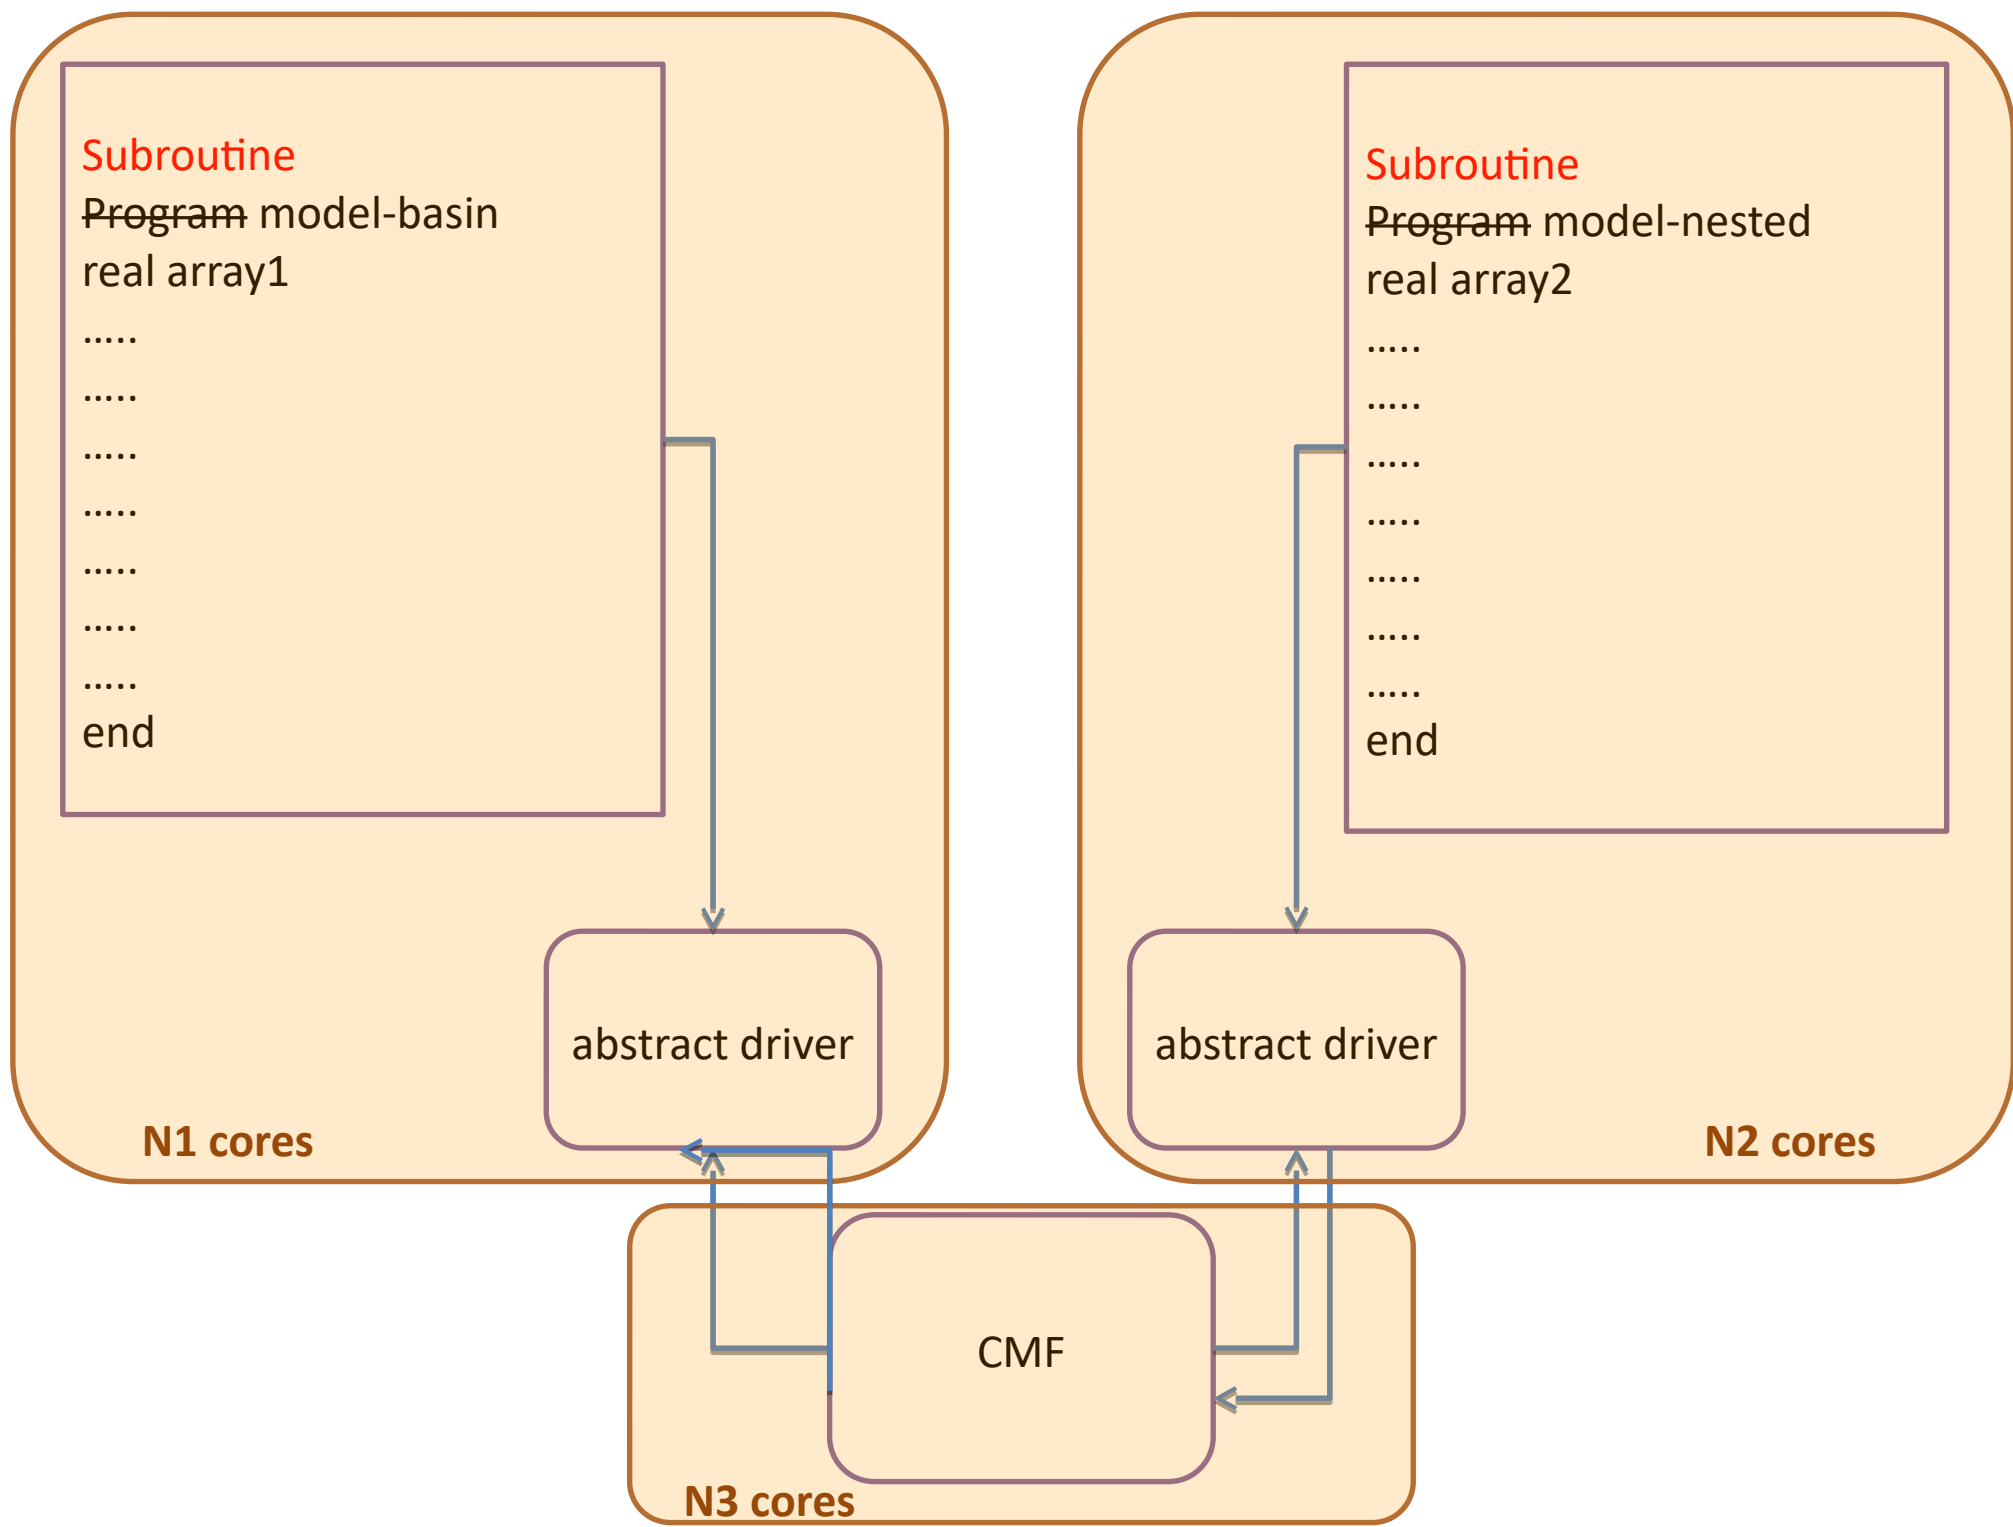 Subroutine
Program model-basin
real array1
.....
.....
.....
.....
.....
.....
.....
end
abstract driver
N1 cores
Subroutine
Program model-nested
real array2
.....
.....
.....
.....
.....
.....
.....
end
abstract driver
N2 cores
CMF
N3 cores